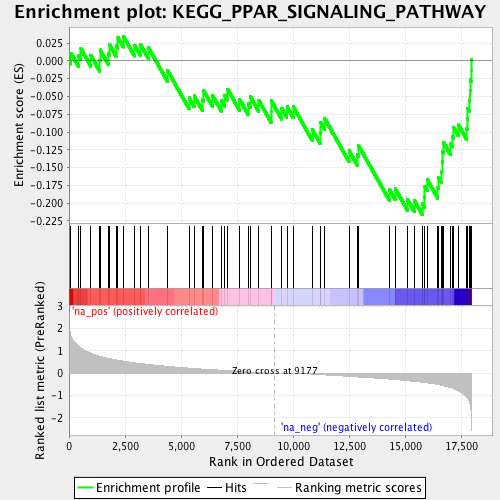 Enrichment plot: KEGG_PPAR_SIGNALING_PATHWAY
Enrichment score (ES)
0.025
0.000
-0.025
-0.050
-0.075
-0.100
-0.125
-0.150
-0.175
-0.200
-0.225
'na_pos' (positively correlated)
Ranked list metric (PreRanked)
3
2
1
0
-1
-2
Zero cross at 9177
'na_neg' (negatively correlated)
0
2,500
5,000
7,500
10,000
12,500
15,000
17,500
Rank in Ordered Dataset
Enrichment profile
Hits
Ranking metric scores